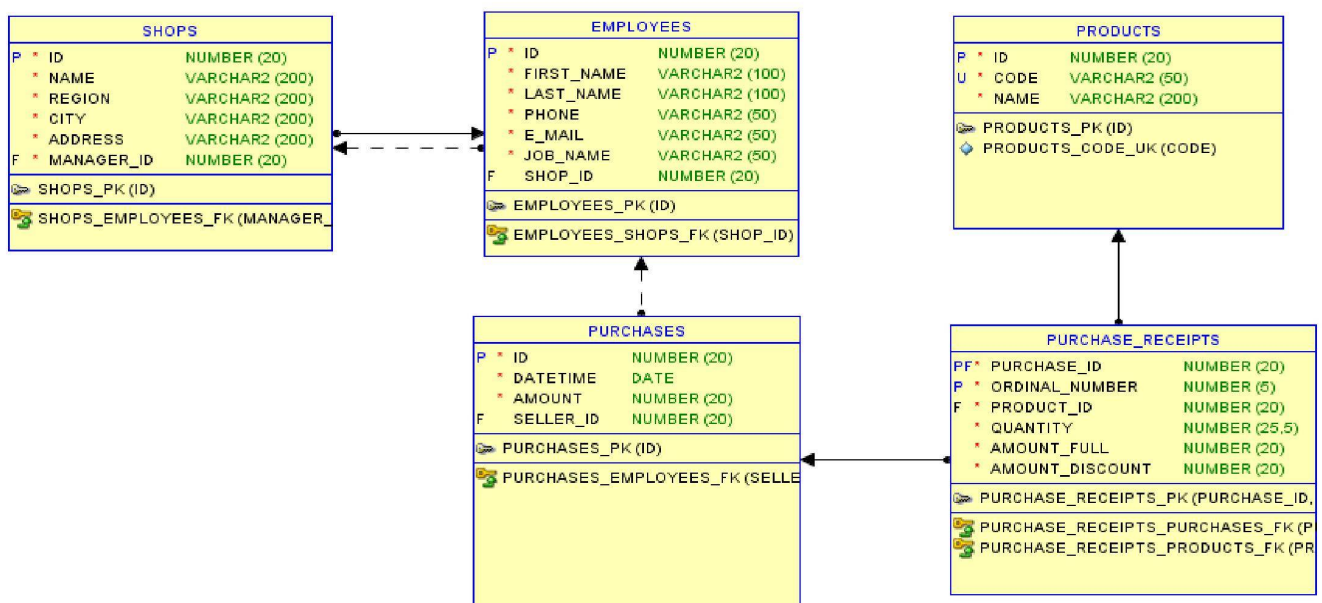 SHOPS
P * ID NUMBER (20)
* NAME VARCHAR2 (200)
* REGION VARCHAR2 (200)
* CITY VARCHAR2 (200)
* ADDRESS VARCHAR2 (200)
F * MANAGER_ID NUMBER (20)
SHOPS_PK (ID)
SHOPS_EMPLOYEES_FK (MANAGER_
EMPLOYEES
P * ID NUMBER (20)
* FIRST_NAME VARCHAR2 (100)
* LAST_NAME VARCHAR2 (100)
* PHONE VARCHAR2 (50)
* E_MAIL VARCHAR2 (50)
* JOB_NAME VARCHAR2 (50)
F SHOP_ID NUMBER (20)
EMPLOYEES_PK (ID)
EMPLOYEES_SHOPS_FK (SHOP_ID)
PRODUCTS
P * ID NUMBER (20)
U * CODE VARCHAR2 (50)
* NAME VARCHAR2 (200)
PRODUCTS_PK (ID)
PRODUCTS_CODE_UK (CODE)
PURCHASES
P * ID NUMBER (20)
* DATETIME DATE
* AMOUNT NUMBER (20)
F SELLER_ID NUMBER (20)
PURCHASES_PK (ID)
PURCHASES_EMPLOYEES_FK (SELLE
PURCHASE_RECEIPTS
PF* PURCHASE_ID NUMBER (20)
P * ORDINAL_NUMBER NUMBER (5)
F * PRODUCT_ID NUMBER (20)
* QUANTITY NUMBER (25,5)
* AMOUNT_FULL NUMBER (20)
* AMOUNT_DISCOUNT NUMBER (20)
PURCHASE_RECEIPTS_PK (PURCHASE_ID,
PURCHASE_RECEIPTS_PURCHASES_FK (P
PURCHASE_RECEIPTS_PRODUCTS_FK (PR